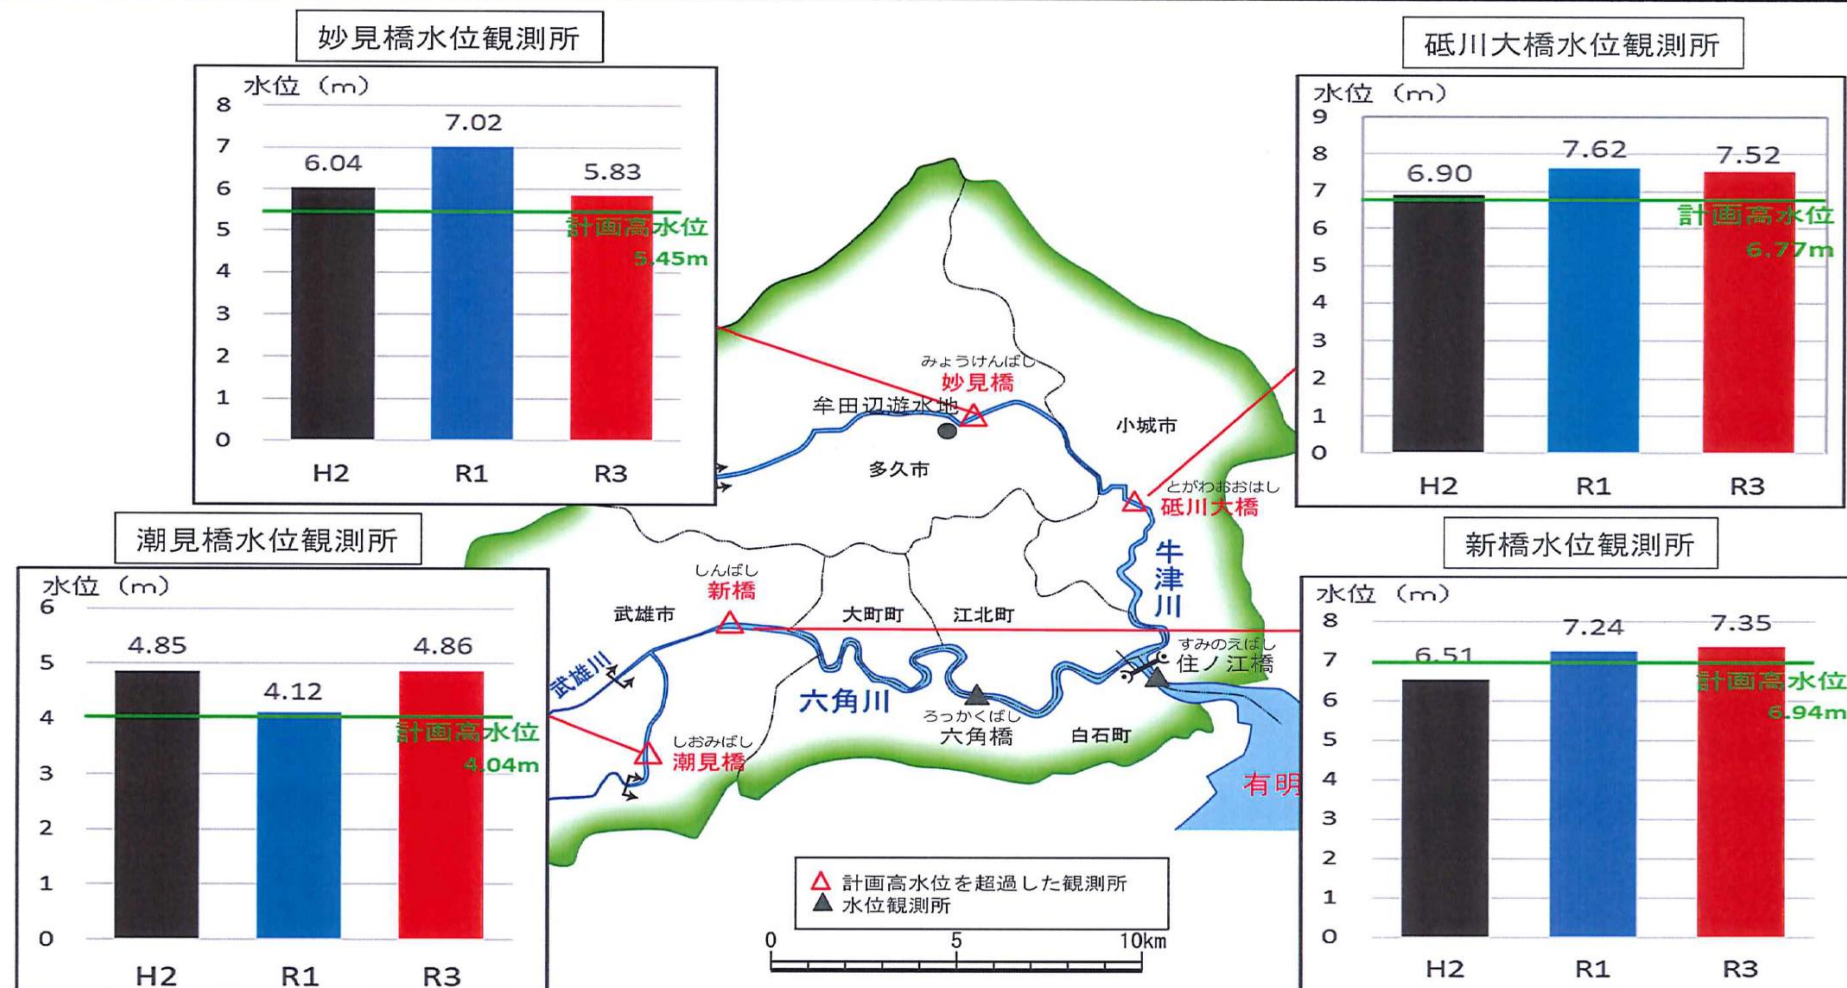 妙見橋水位観測所
水位（m）
8
7
6
5
4
3
2
1
0
6.04
7.02
5.83
計画高水位
5.45m
H2
R1
R3
砥川大橋水位観測所
水位（m）
9
8
7
6
5
4
3
2
1
0
6.90
7.62
7.52
計画高水位
6.77m
H2
R1
R3
みょうけんばし
妙見橋
牟田辺遊水地
小城市
多久市
とがわおおはし
砥川大橋
牛津川
しんばし
新橋
武雄市
大町町
江北町
すみのえばし
住ノ江橋
武雄川
六角川
ろっかくばし
六角橋
白石町
しおみばし
潮見橋
有明
潮見橋水位観測所
水位（m）
6
5
4
3
2
1
0
4.85
4.12
4.86
計画高水位
4.04m
H2
R1
R3
新橋水位観測所
水位（m）
8
7
6
5
4
3
2
1
0
6.51
7.24
7.35
計画高水位
6.94m
H2
R1
R3
計画高水位を超過した観測所
水位観測所
0 5 10km